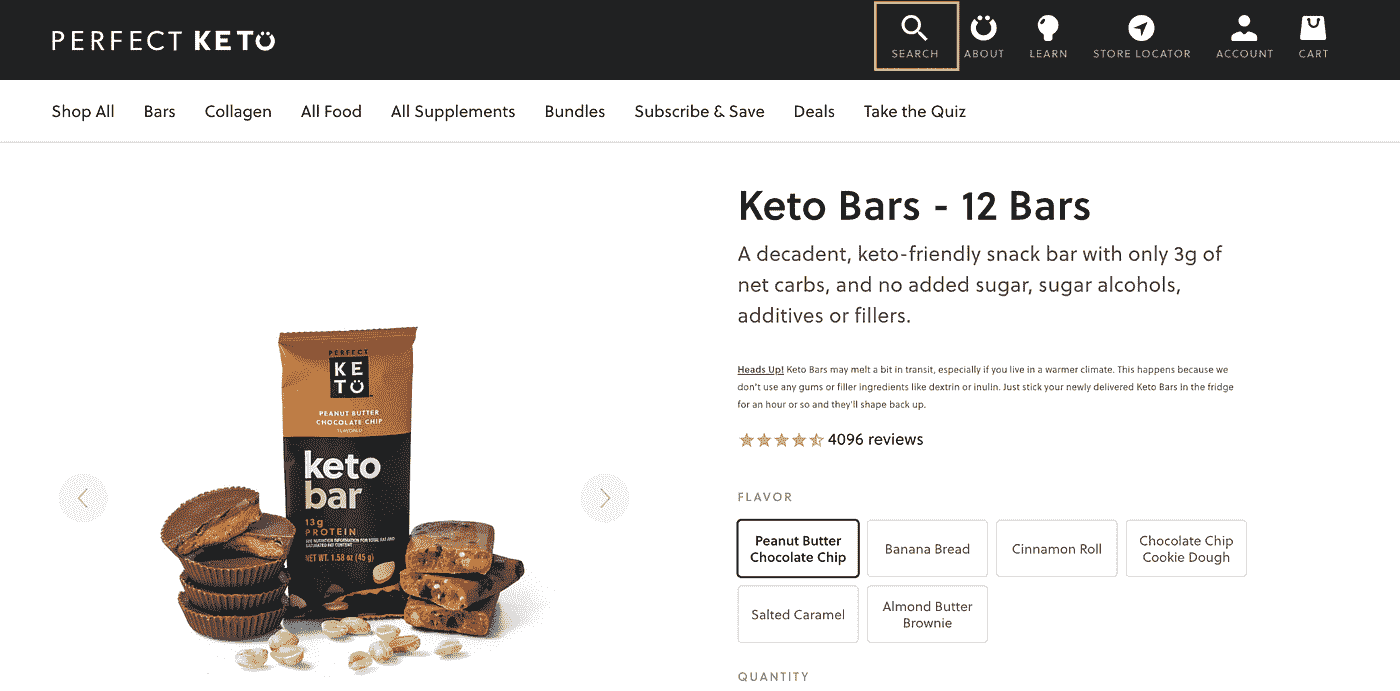 PERFECT KETO
SEARCH
ABOUT
LEARN
STORE LOCATOR
ACCOUNT
CART
Shop All
Bars
Collagen
All Food
All Supplements
Bundles
Subscribe & Save
Deals
Take the Quiz
Keto Bars - 12 Bars
A decadent, keto-friendly snack bar with only 3g of
net carbs, and no added sugar, sugar alcohols,
additives or fillers.
Heads Up! Keto Bars may melt a bit in transit, especially if you live in a warmer climate. This happens because we
don't use any gums or filler ingredients like dextrin or inulin. Just stick your newly delivered Keto Bars in the fridge
for an hour or so and they'll shape back up.
4096 reviews
FLAVOR
Peanut Butter
Chocolate Chip
Banana Bread
Cinnamon Roll
Chocolate Chip
Cookie Dough
Salted Caramel
Almond Butter
Brownie
QUANTITY
PERFECT
KE
TO
PEANUT BUTTER
CHOCOLATE CHIP
FLAVORED
keto
bar
13g
PROTEIN
SEE NUTRITION INFORMATION FOR TOTAL FAT AND
SATURATED FAT CONTENT
NET WT. 1.58 oz (45 g)